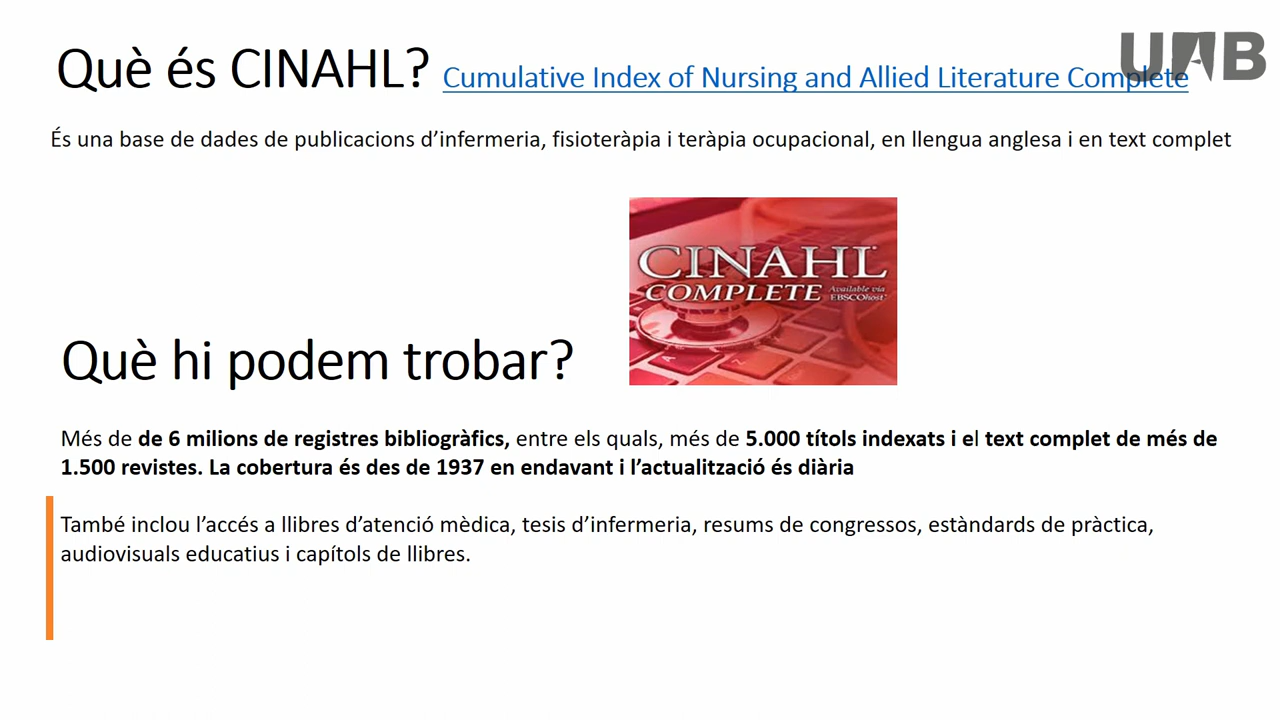 Què és CINAHL? Cumulative Index of Nursing and Allied Literature Complete
UAB
És una base de dades de publicacions d’infermeria, fisioteràpia i teràpia ocupacional, en llengua anglesa i en text complet
CINAHL®
COMPLETE Available via
EBSCOhost®
Què hi podem trobar?
Més de de 6 milions de registres bibliogràfics, entre els quals, més de 5.000 títols indexats i el text complet de més de
1.500 revistes. La cobertura és des de 1937 en endavant i l’actualització és diària
També inclou l’accés a llibres d’atenció mèdica, tesis d’infermeria, resums de congressos, estàndards de pràctica,
audiovisuals educatius i capítols de llibres.